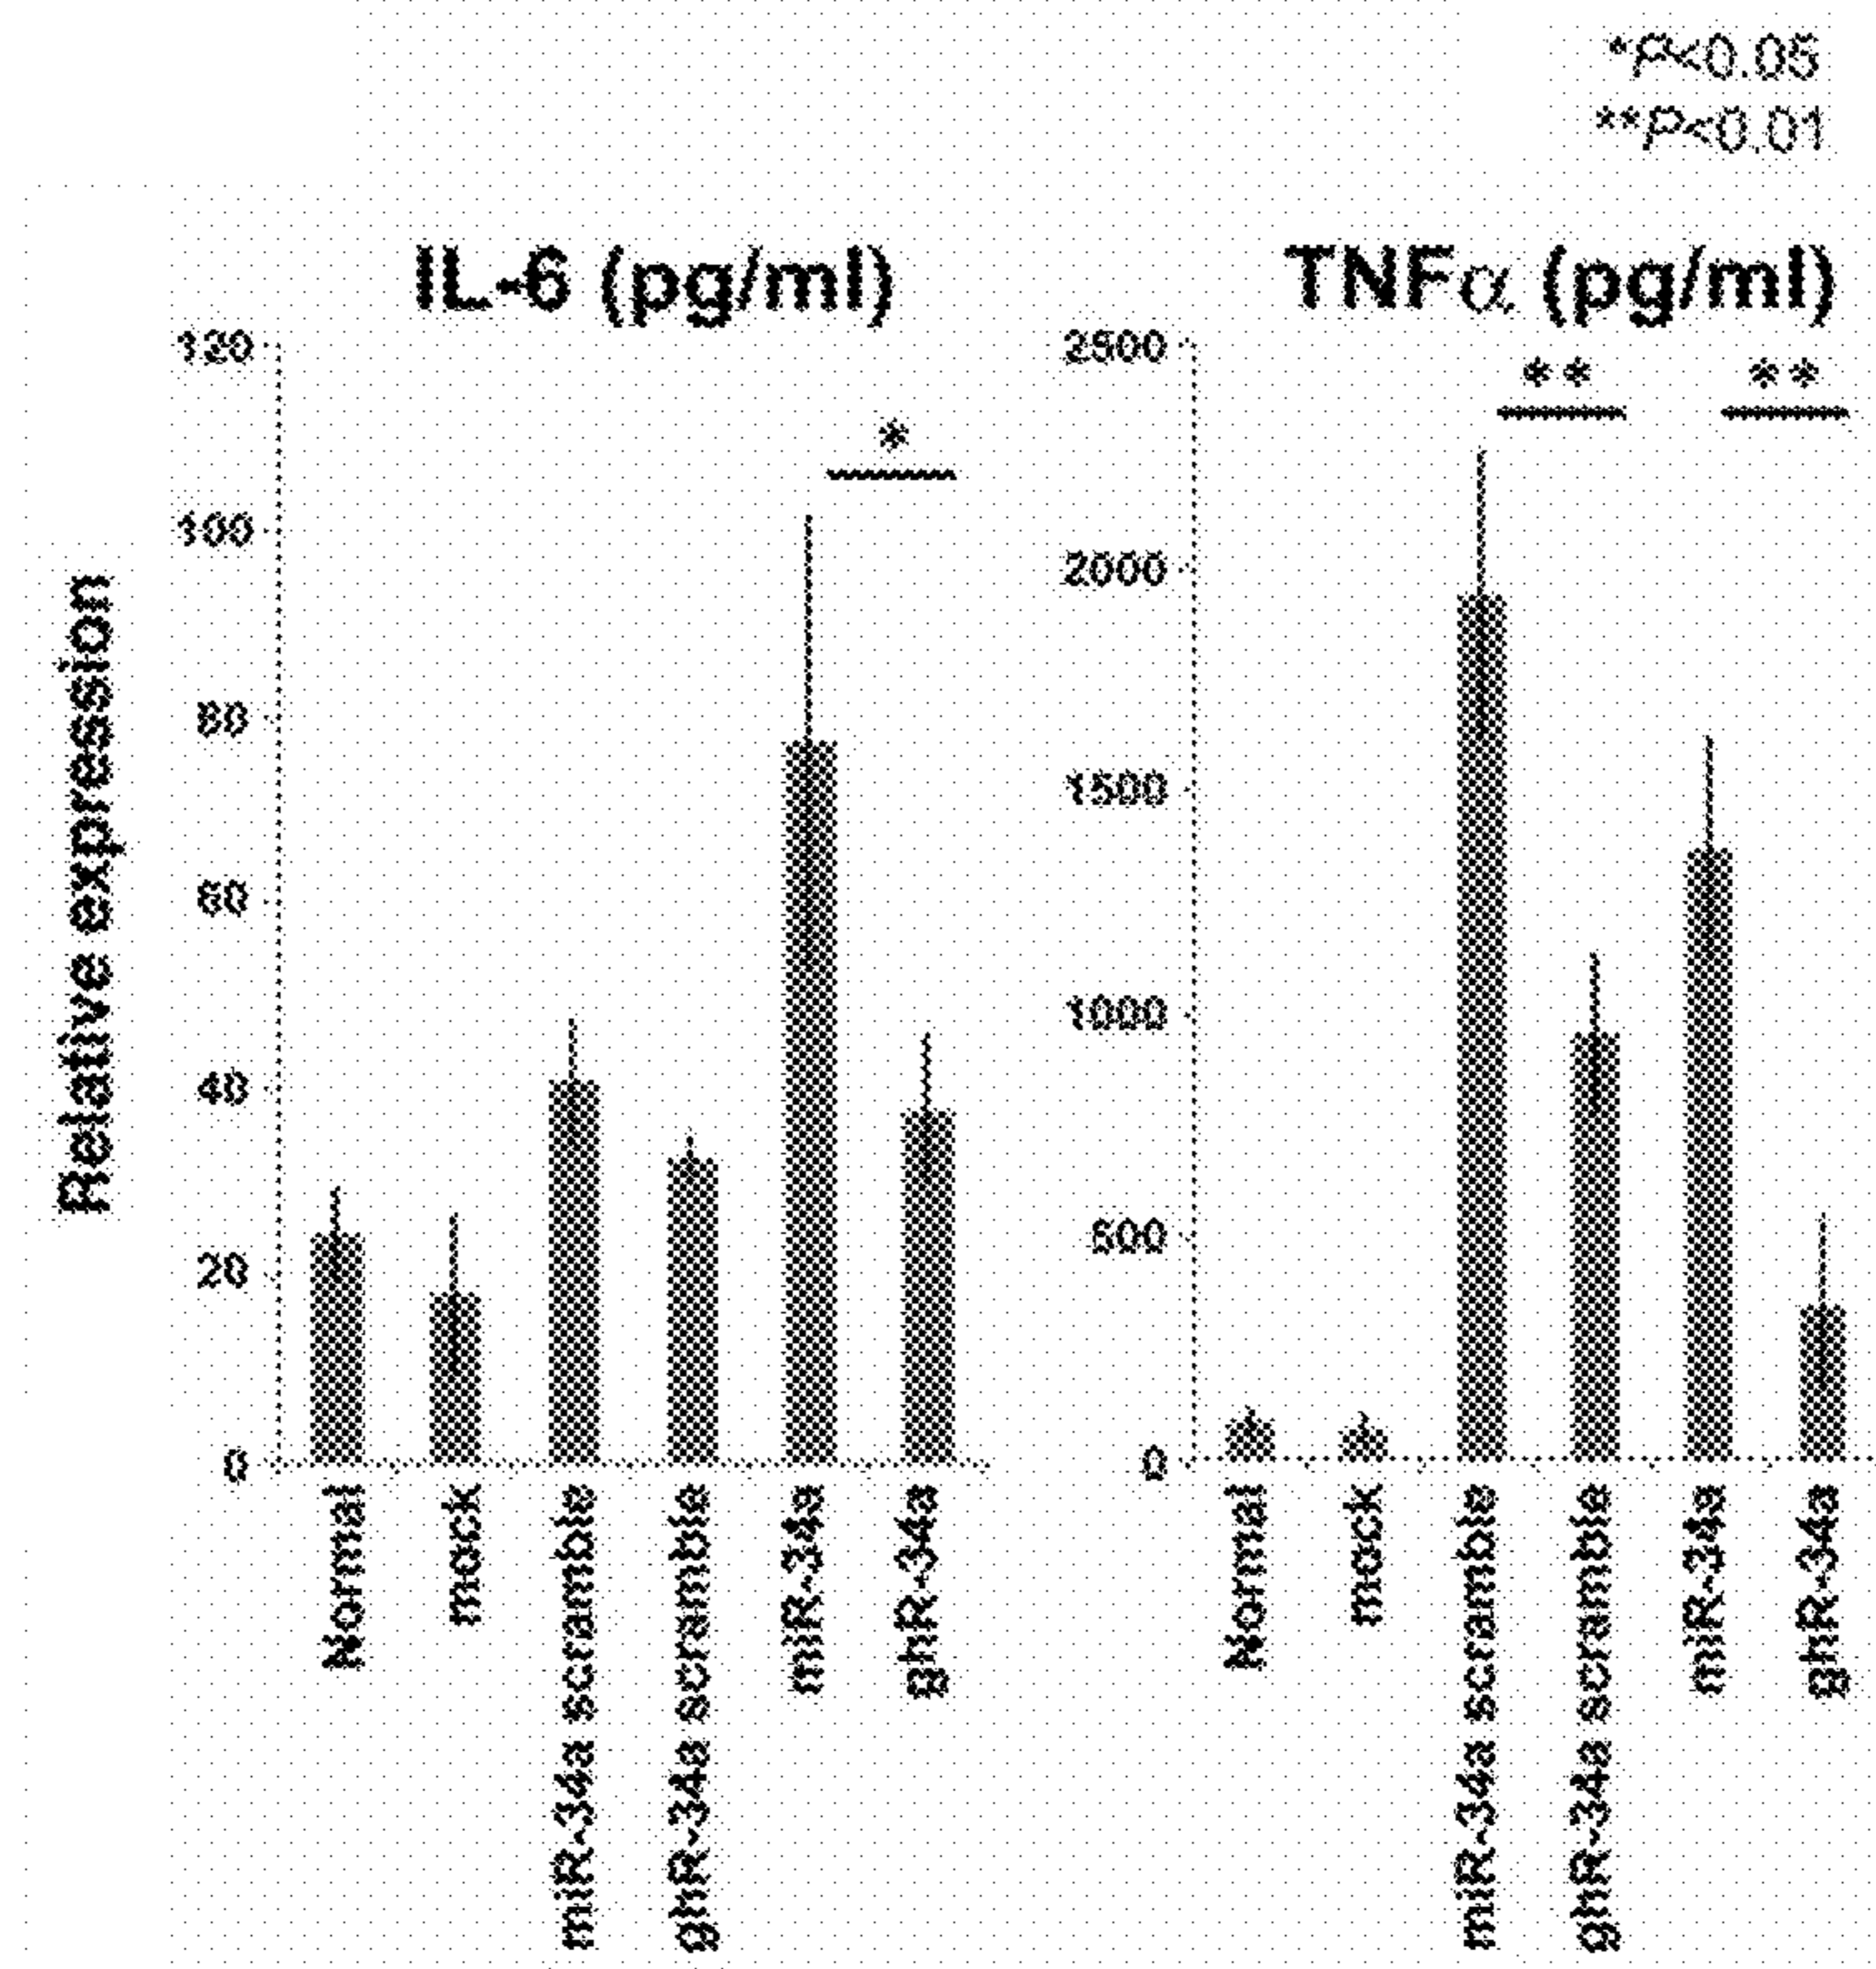 *P<0.05
**P<0.01
IL-6 (pg/ml)
TNFα (pg/ml)
Relative expression
120
100
80
60
40
20
0
*
Normal
mock
miR-34a scramble
ghR-34a scramble
miR-34a
ghR-34a
2500
2000
1500
1000
500
0
**
**
Normal
mock
miR-34a scramble
ghR-34a scramble
miR-34a
ghR-34a